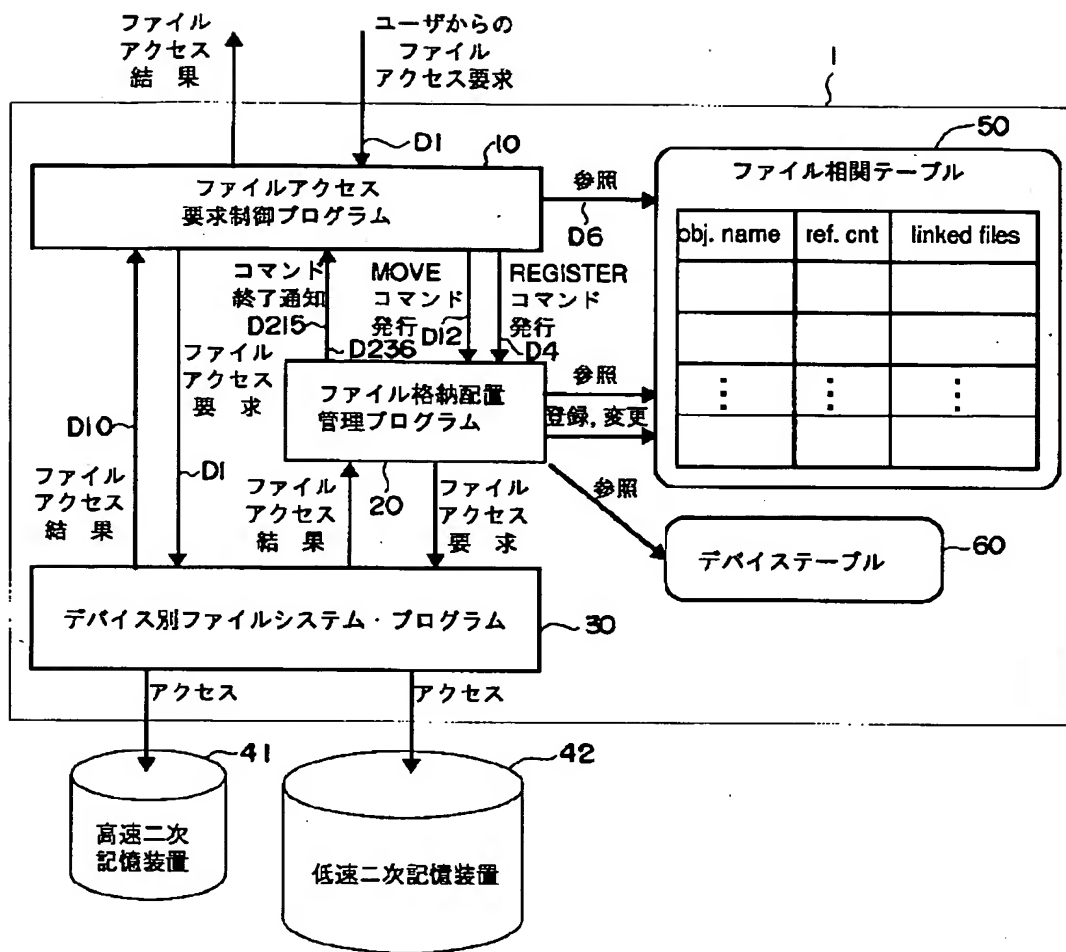 ファイル
アクセス
結 果
ユーザからの
ファイル
アクセス要求
1
D1
10
ファイルアクセス
要求制御プログラム
参照
D6
50
ファイル相関テーブル
obj. name ref. cnt linked files
⋮ ⋮ ⋮
コマンド
終了通知
D215
D236
MOVE
コマンド
発行
D12
REGISTER
コマンド
発行
D4
ファイル
アクセス
要 求
D10
D1
ファイル
アクセス
結 果
ファイル格納配置
管理プログラム
20
参照
登録,変更
参照
ファイル
アクセス
結 果
ファイル
アクセス
要 求
デバイステーブル
60
デバイス別ファイルシステム・プログラム
30
アクセス
アクセス
41
高速二次
記憶装置
42
低速二次記憶装置